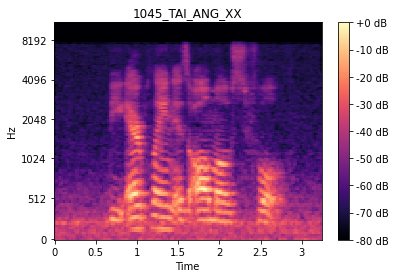 1045_TAI_ANG_XX
Hz
8192
4096
2048
1024
512
0
0 0.5 1 1.5 2 2.5 3
Time
+0 dB
-10 dB
-20 dB
-30 dB
-40 dB
-50 dB
-60 dB
-70 dB
-80 dB